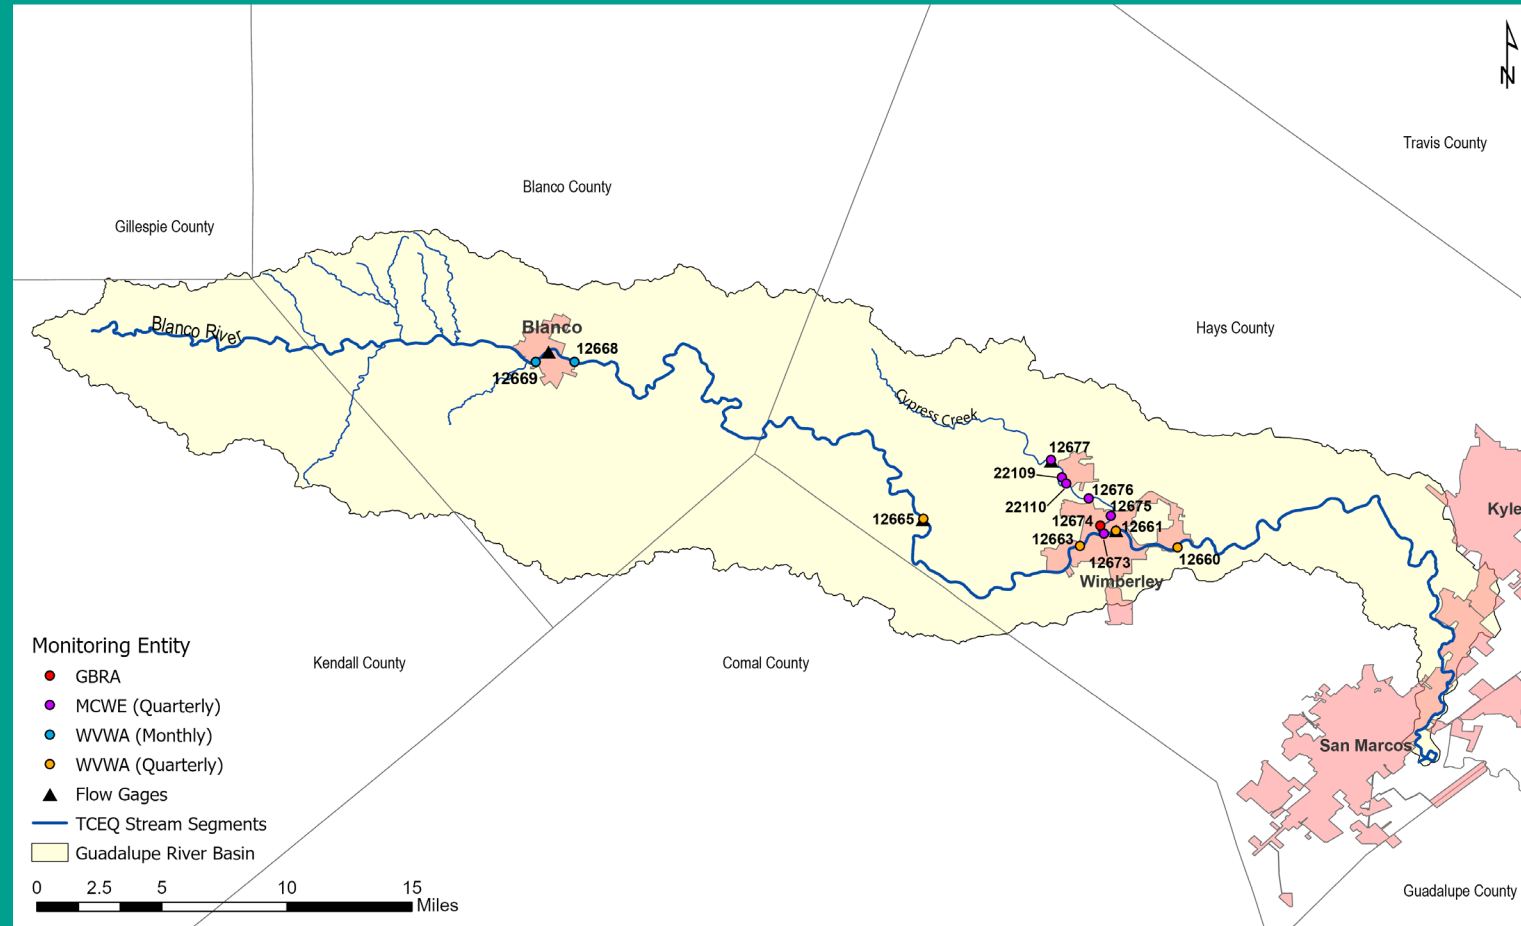 N
Travis County
Blanco County
Gillespie County
Hays County
Blanco River
Blanco
12668
12669
Cypress Creek
12677
22109
22110
12676
12675
12674
12665
12661
12663
12673
12660
Wimberley
Kyle
Kendall County
Comal County
San Marcos
Guadalupe County
Monitoring Entity
GBRA
MCWE (Quarterly)
WVWA (Monthly)
WVWA (Quarterly)
Flow Gages
TCEQ Stream Segments
Guadalupe River Basin
0 2.5 5 10 15
Miles